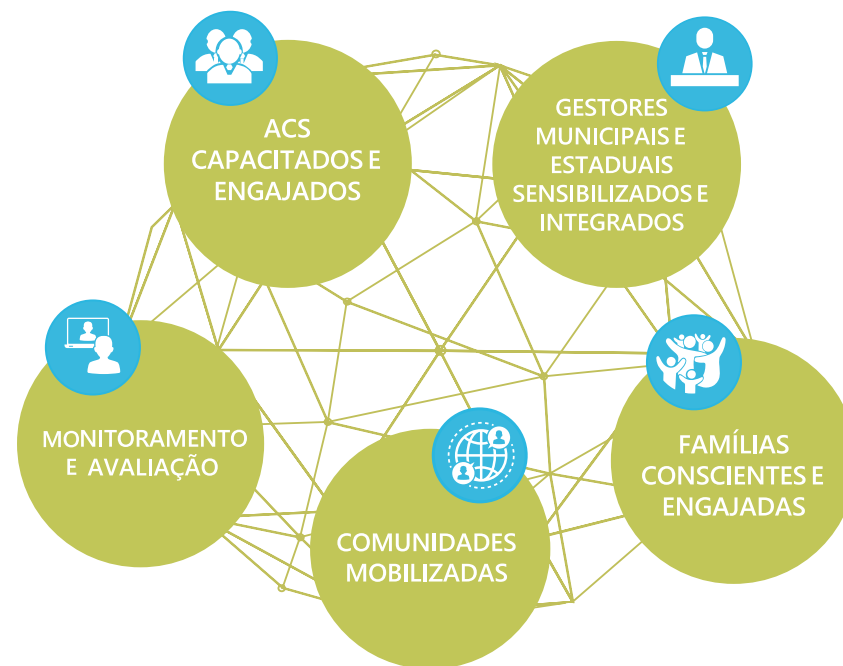 ACS
CAPACITADOS E
ENGAJADOS
GESTORES
MUNICIPAIS E
ESTADUAIS
SENSIBILIZADOS E
INTEGRADOS
MONITORAMENTO
E AVALIAÇÃO
COMUNIDADES
MOBILIZADAS
FAMÍLIAS
CONSCIENTES E
ENGAJADAS